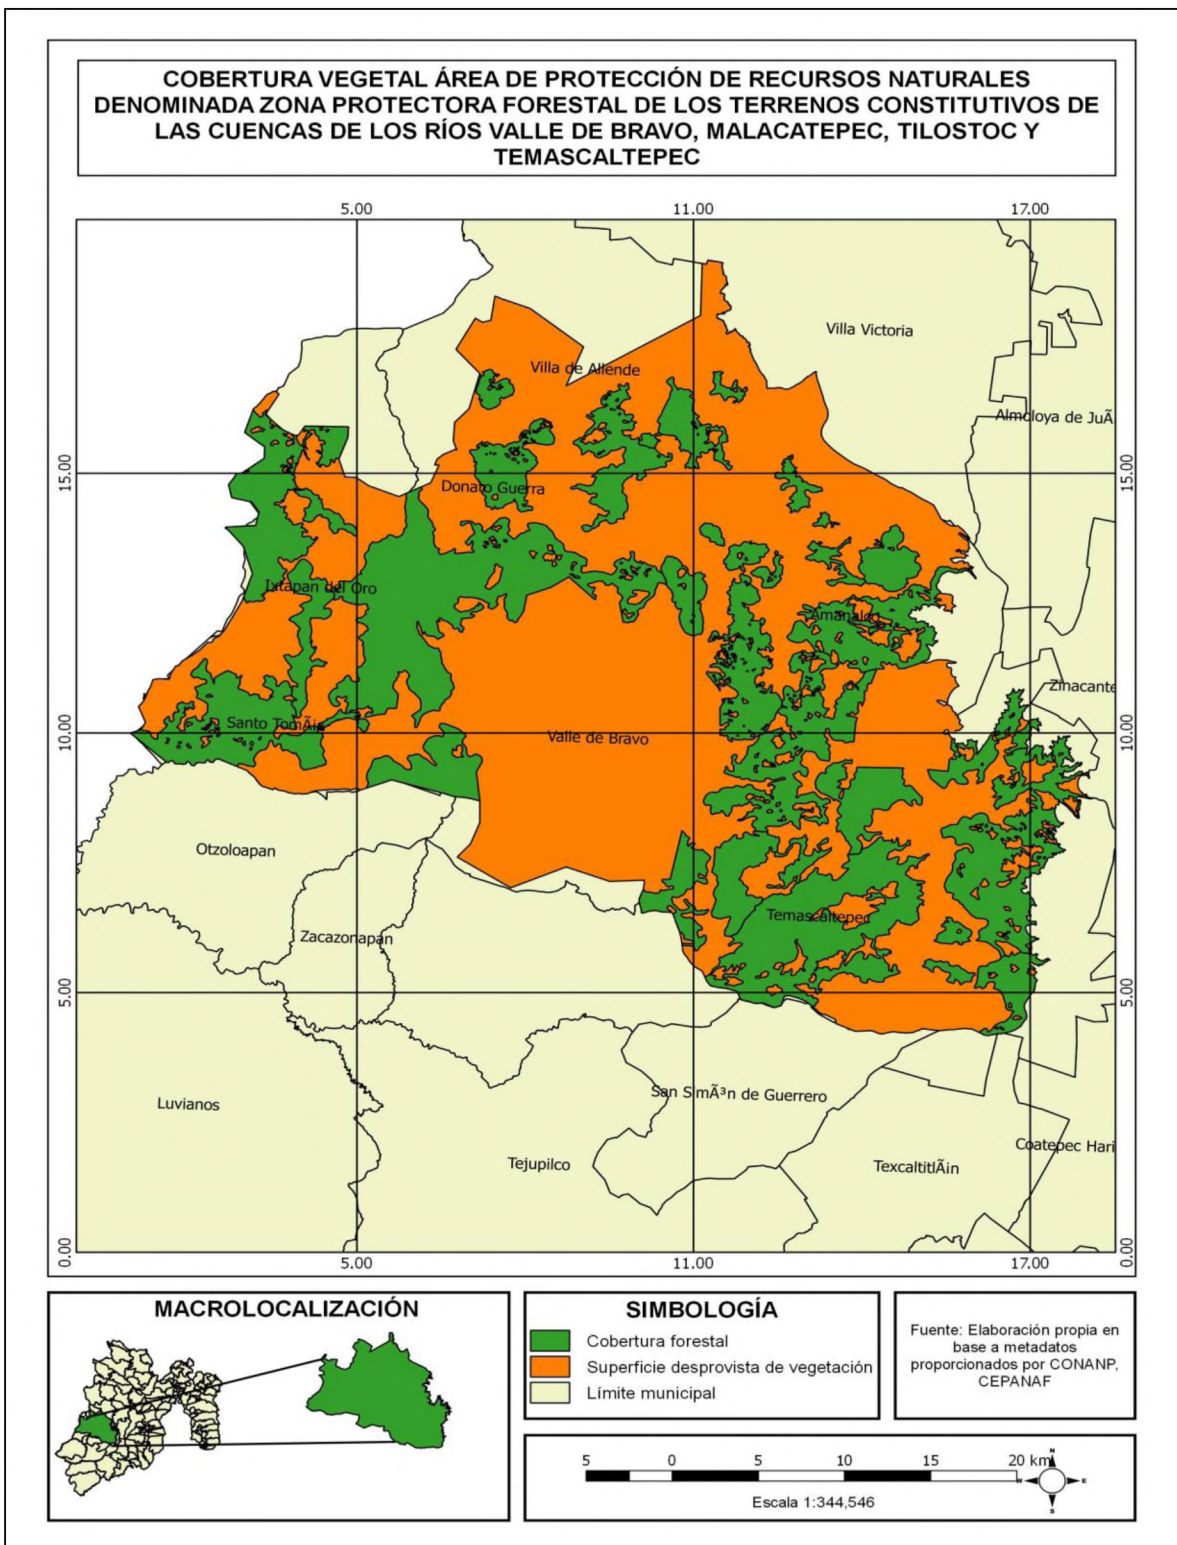 COBERTURA VEGETAL ÁREA DE PROTECCIÓN DE RECURSOS NATURALES
DENOMINADA ZONA PROTECTORA FORESTAL DE LOS TERRENOS CONSTITUTIVOS DE
LAS CUENCAS DE LOS RÍOS VALLE DE BRAVO, MALACATEPEC, TILOSTOC Y
TEMASCALTEPEC
5.00
11.00
17.00
Villa Victoria
Villa de Allende
Almoloya de JuÃ
15.00
15.00
Donato Guerra
Ixtapan del Oro
Amanalco
Zinacante
Santo TomÃ¡s
10.00
Valle de Bravo
10.00
Otzoloapan
Temascaltepec
Zacazonapan
5.00
5.00
San SimÃ³n de Guerrero
Luvianos
Coatepec Hari
Tejupilco
TexcaltitlÃ¡n
0.00
0.00
5.00
11.00
17.00
MACROLOCALIZACIÓN
SIMBOLOGÍA
Cobertura forestal
Superficie desprovista de vegetación
Límite municipal
Fuente: Elaboración propia en
base a metadatos
proporcionados por CONANP,
CEPANAF
5 0 5 10 15 20 km
N
W E
S
Escala 1:344,546